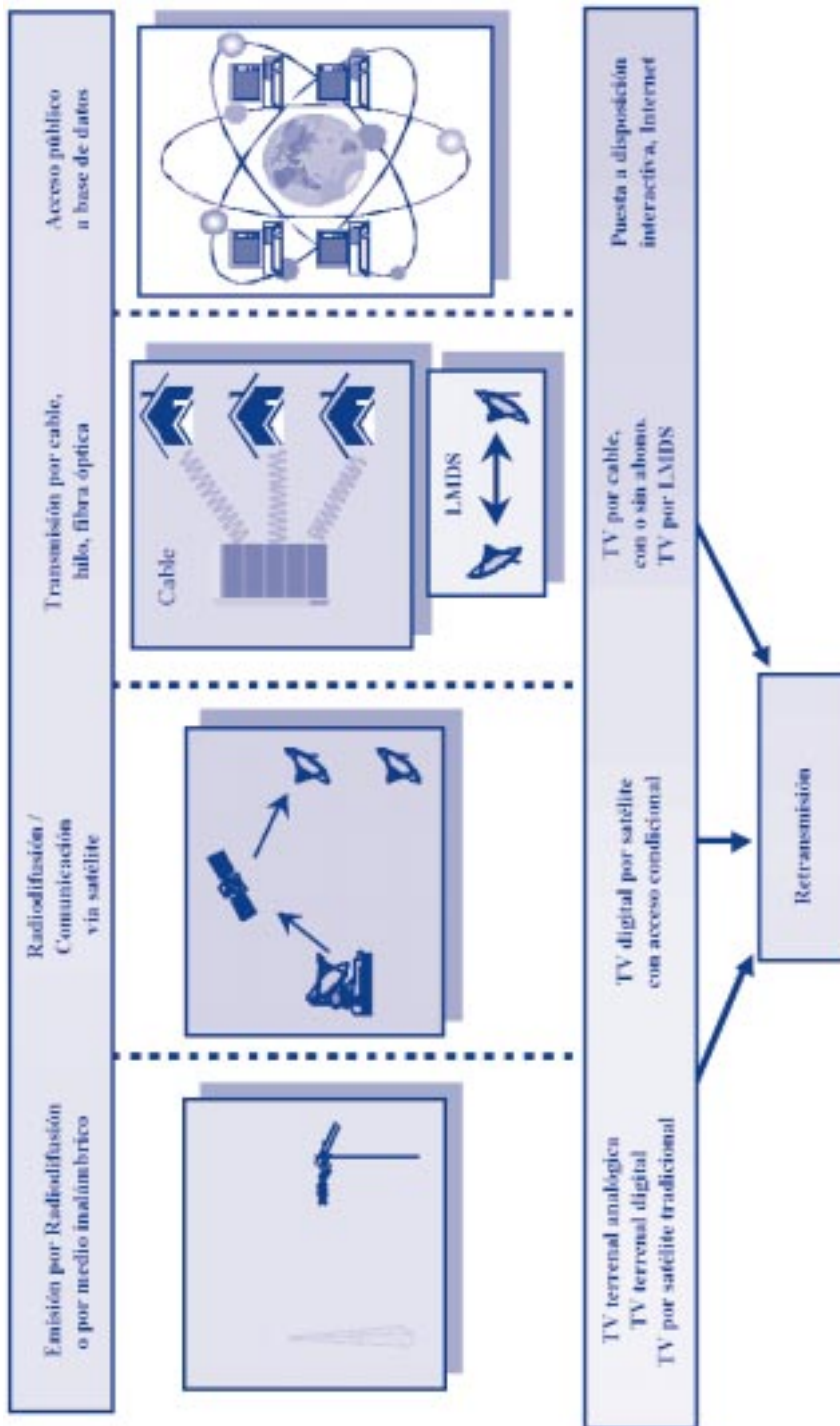 Emisión por Radiodifusión
o por medio inalámbrico
Radiodifusión /
Comunicación
vía satélite
Transmisión por cable,
hilo, fibra óptica
Acceso público
a base de datos
Cable
LMDS
TV terrenal analógica
TV terrenal digital
TV por satélite tradicional
TV digital por satélite
con acceso condicional
TV por cable,
con o sin abono.
TV por LMDS
Puesta a disposición
interactiva, Internet
Retransmisión